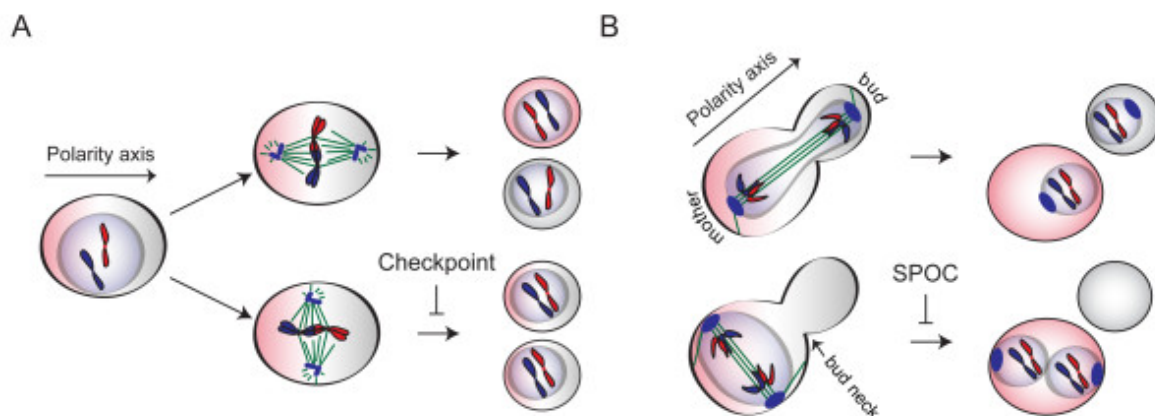 A
Polarity axis
Checkpoint
B
Polarity axis
bud
mother
SPOC
bud neck